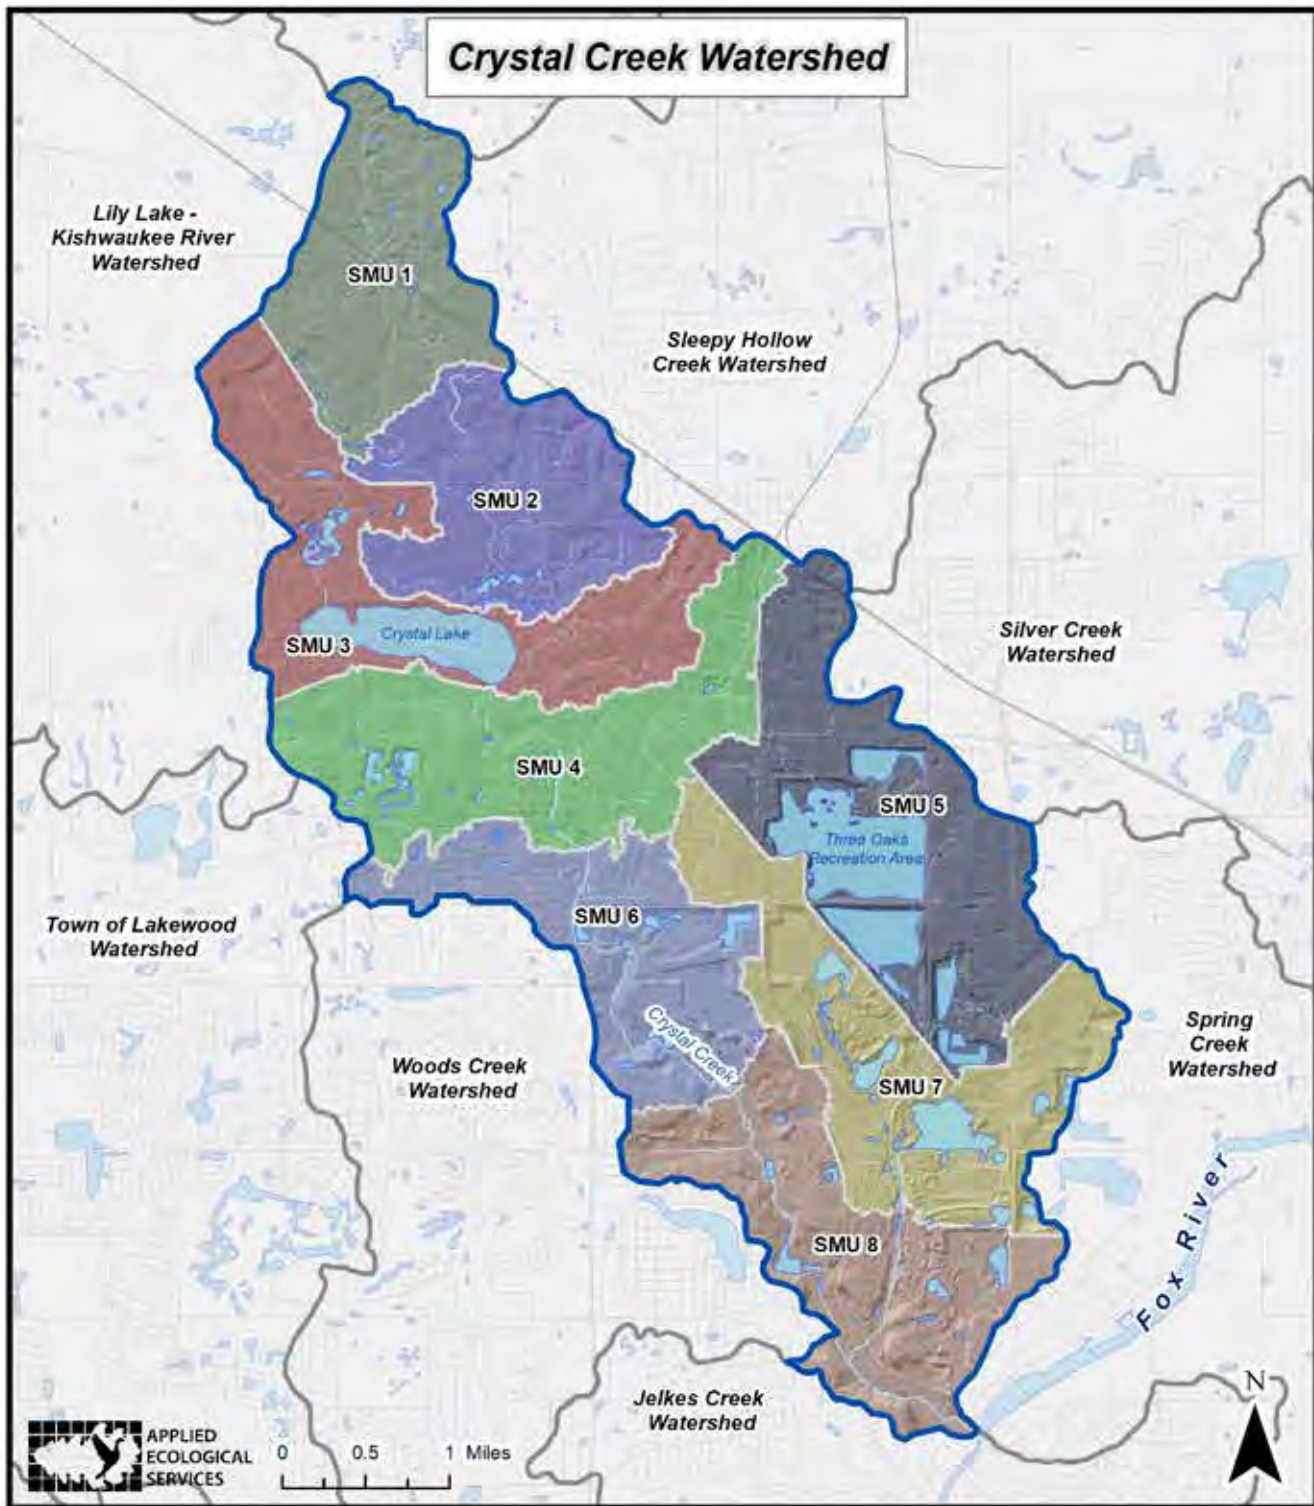 Crystal Creek Watershed
Lily Lake -
Kishwaukee River
Watershed
SMU 1
Sleepy Hollow
Creek Watershed
SMU 2
SMU 3
Crystal Lake
Silver Creek
Watershed
SMU 4
SMU 5
Three Oaks
Recreation Area
Town of Lakewood
Watershed
SMU 6
Crystal Creek
Spring
Creek
Watershed
Woods Creek
Watershed
SMU 7
Fox River
SMU 8
Jelkes Creek
Watershed
N
APPLIED
ECOLOGICAL
SERVICES
0 0.5 1 Miles